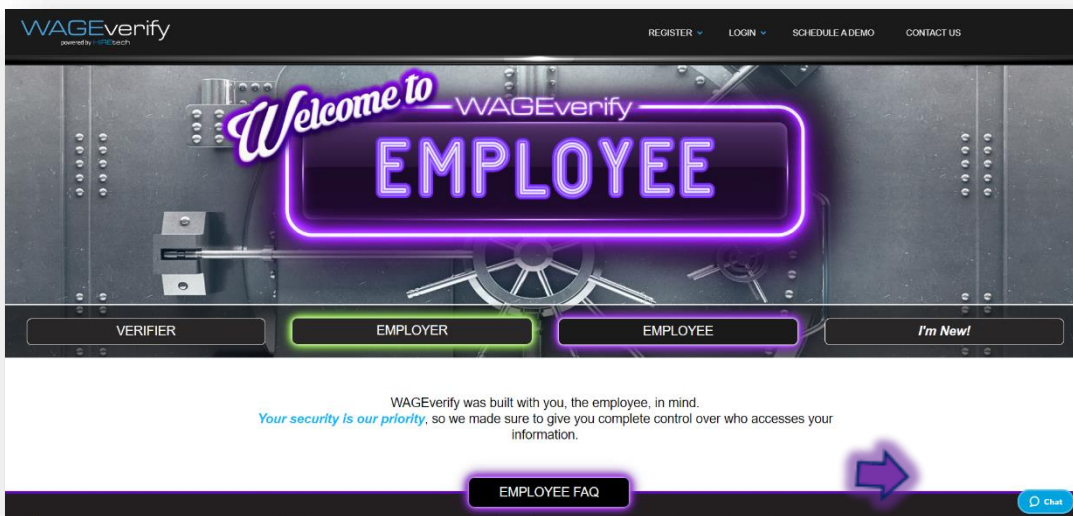 WAGEverify
powered by HIREtech
REGISTER
LOGIN
SCHEDULE A DEMO
CONTACT US
Welcome to
WAGEverify
EMPLOYEE
VERIFIER
EMPLOYER
EMPLOYEE
I'm New!
WAGEverify was built with you, the employee, in mind.
Your security is our priority, so we made sure to give you complete control over who accesses your
information.
EMPLOYEE FAQ
Chat